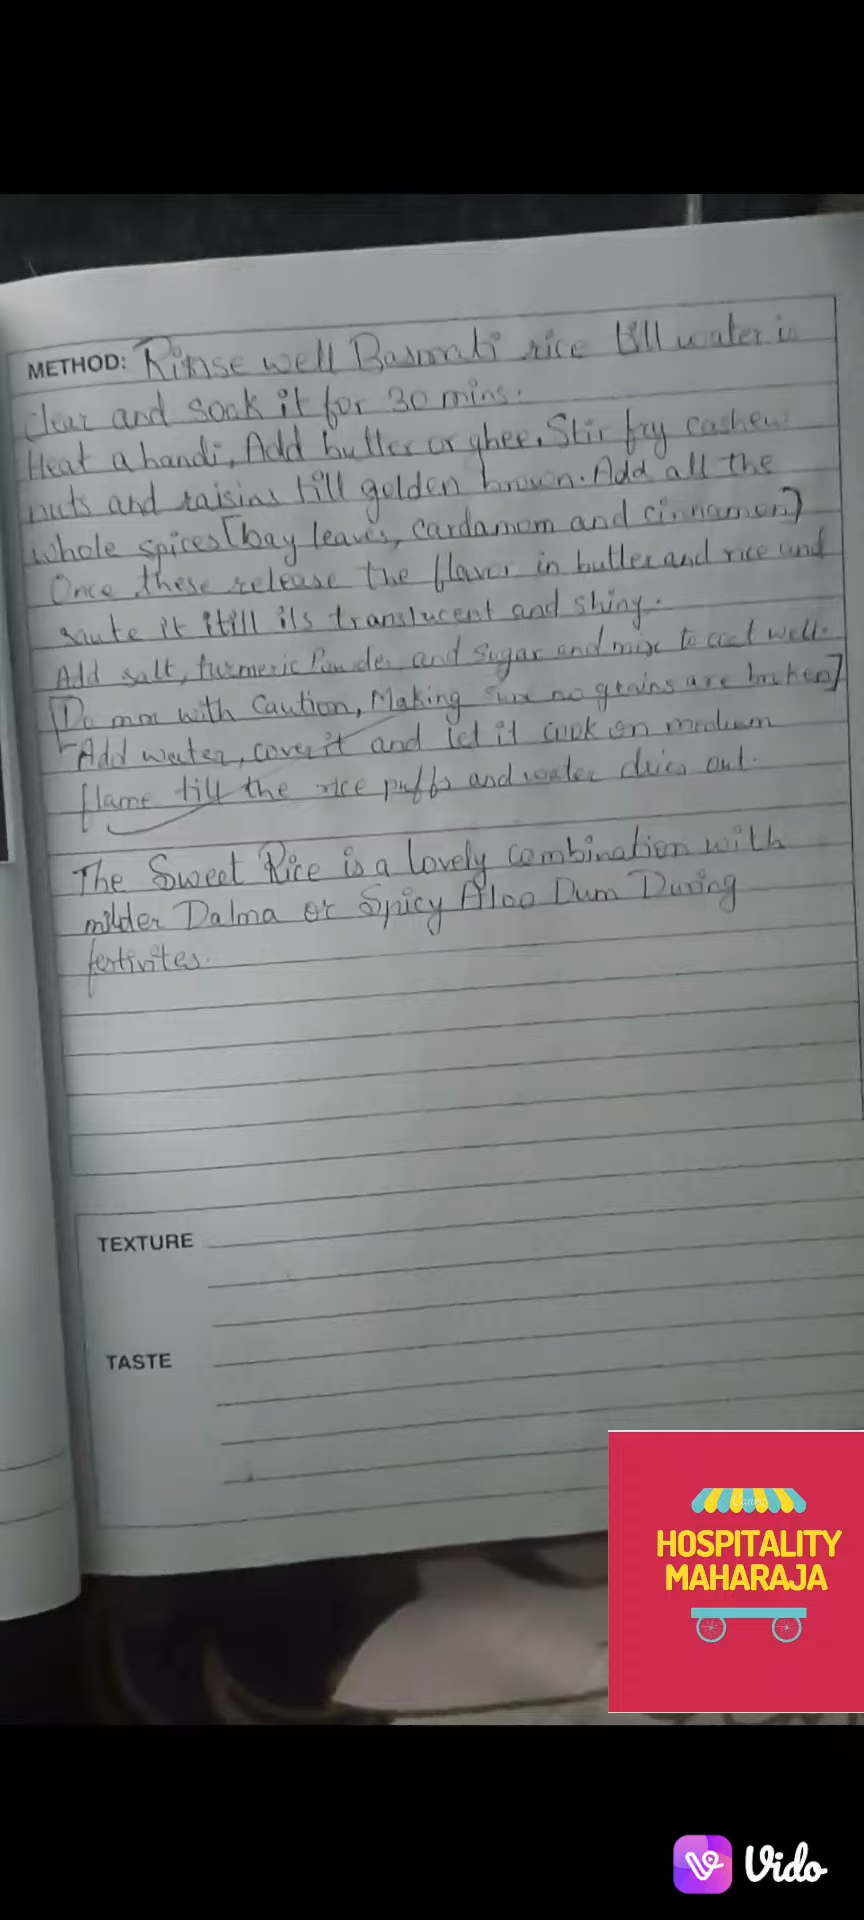 METHOD: Rinse well Basmati rice till water is
clear and soak it for 30 mins.
Heat a handi, Add butter or ghee. Stir fry cashew
nuts and raisins till golden brown. Add all the
whole spices [bay leaves, cardamom and cinnamon]
Once these release the flavor in butter and rice and
saute it itill its translucent and shiny.
Add salt, turmeric Powder and sugar and mix to coat well.
[Do mix with Caution, Making sure no grains are broken]
Add water, cover it and let it cook on medium
flame till the rice puffs and water dries out.
The Sweet Rice is a lovely combination with
milder Dalma or Spicy Aloo Dum During
festivites.
TEXTURE
TASTE
Canva
HOSPITALITY
MAHARAJA
Vido